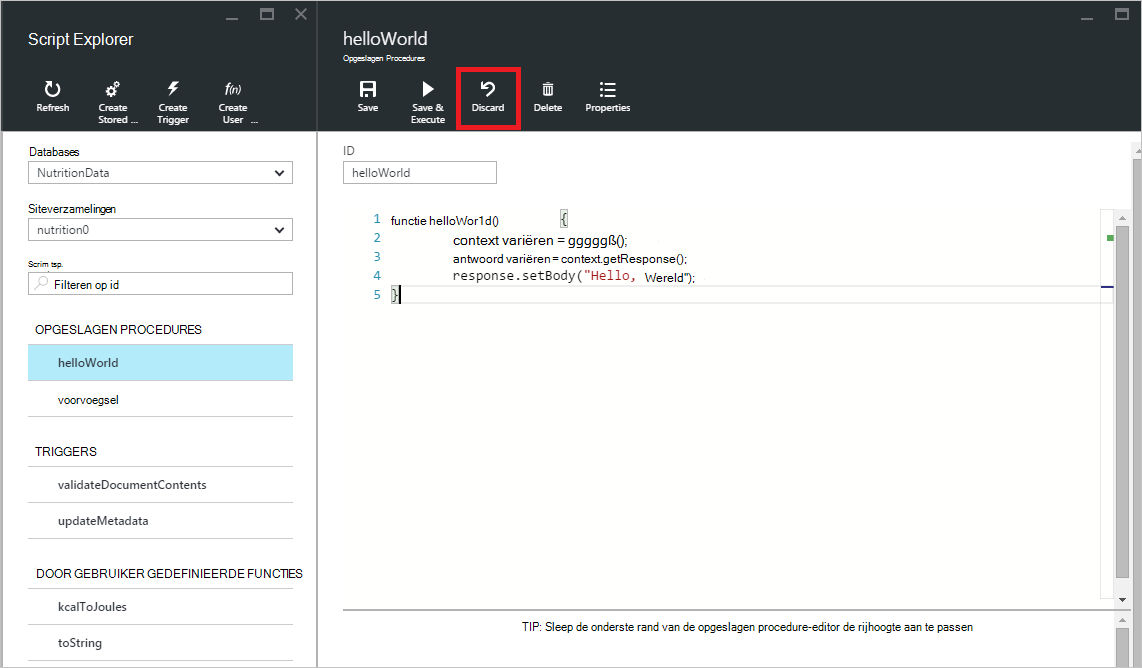 Script Explorer
Refresh
Create Stored ...
Create Trigger
f(n)
Create User ...
Databases
NutritionData
Siteverzamelingen
nutrition0
Scrim tsp.
Filteren op id
OPGESLAGEN PROCEDURES
helloWorld
voorvoegsel
TRIGGERS
validateDocumentContents
updateMetadata
DOOR GEBRUIKER GEDEFINIEERDE FUNCTIES
kcalToJoules
toString
helloWorld
Opgeslagen Procedures
Save
Save & Execute
Discard
Delete
Properties
ID
helloWorld
1 functie helloWor1d() {
2 context variëren = gggggß();
3 antwoord variëren = context.getResponse();
4 response.setBody("Hello, Wereld");
5 }
TIP: Sleep de onderste rand van de opgeslagen procedure-editor de rijhoogte aan te passen